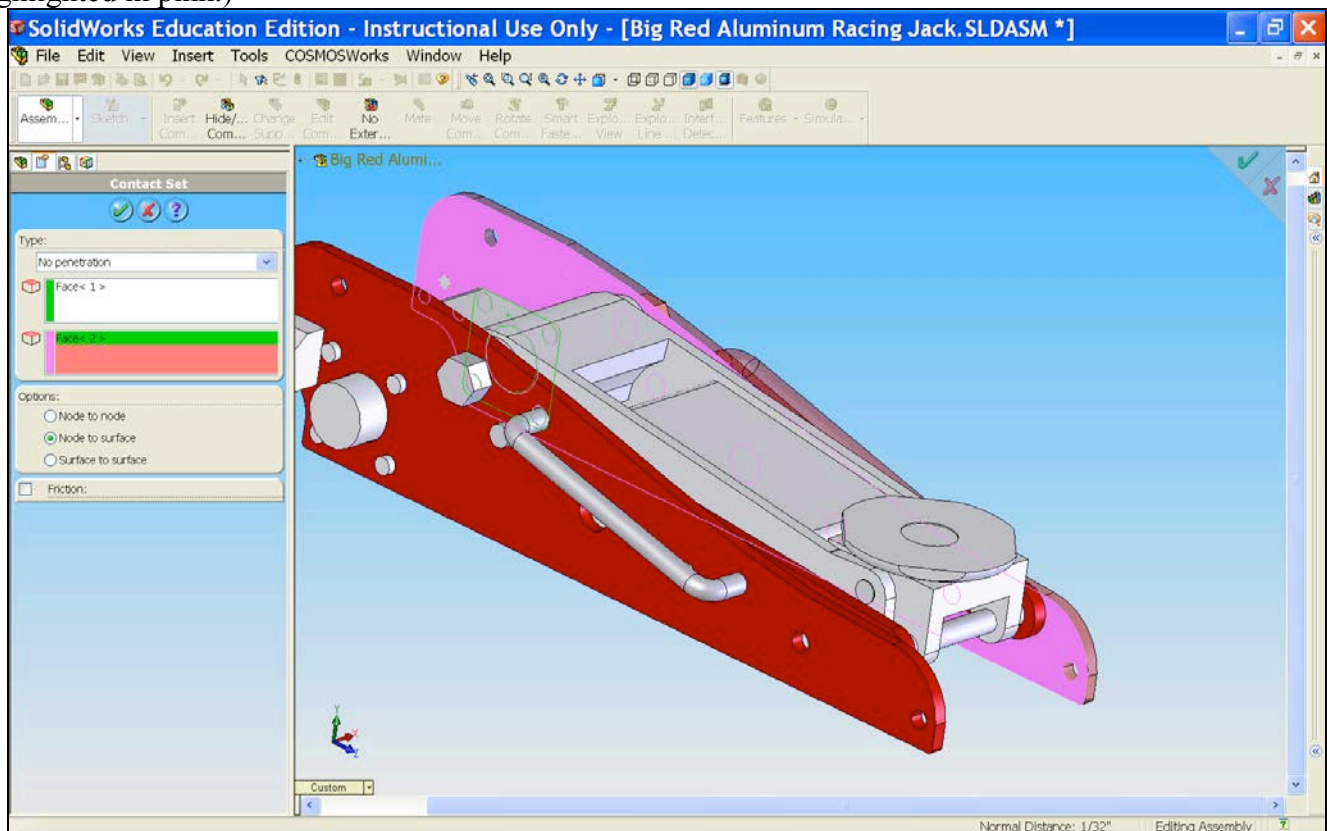 ghlighted in pink.)
SolidWorks Education Edition - Instructional Use Only - [Big Red Aluminum Racing Jack.SLDASM *]
File Edit View Insert Tools COSMOSWorks Window Help
Assem... Sketch Insert Com... Hide/... Com... Change Supp... Edit Com... No Exter... Mate Move Com... Rotate Com... Smart Faste... Explo... View Explo... Line ... Interf... Detec... Features Simula...
Big Red Alumi...
Contact Set
Type:
No penetration
Face< 1 >
Face< 2 >
Options:
Node to node
Node to surface
Surface to surface
Friction:
Y
X
Z
Custom
Normal Distance: 1/32" Editing Assembly